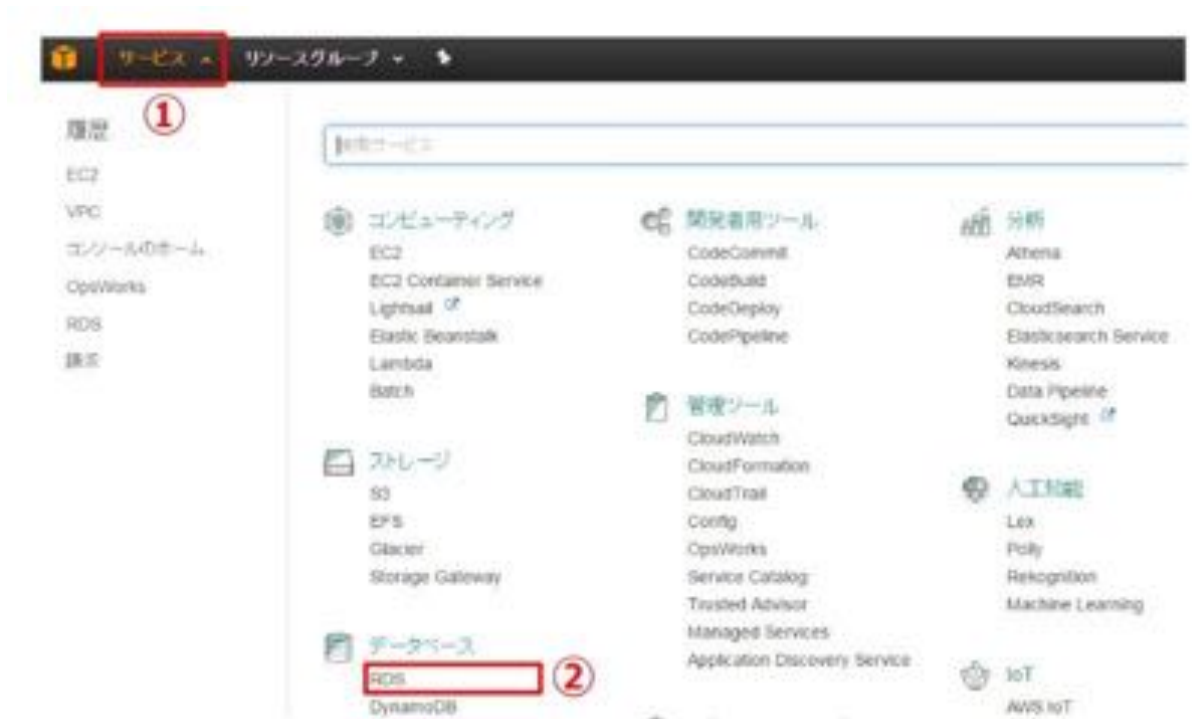 サービス リソースグループ
①
履歴
EC2
VPC
コンソールのホーム
OpsWorks
RDS
請求
検索サービス
コンピューティング
EC2
EC2 Container Service
Lightsail
Elastic Beanstalk
Lambda
Batch
ストレージ
S3
EFS
Glacier
Storage Gateway
データベース
RDS
②
DynamoDB
開発者用ツール
CodeCommit
CodeBuild
CodeDeploy
CodePipeline
管理ツール
CloudWatch
CloudFormation
CloudTrail
Config
OpsWorks
Service Catalog
Trusted Advisor
Managed Services
Application Discovery Service
分析
Athena
EMR
CloudSearch
Elasticsearch Service
Kinesis
Data Pipeline
QuickSight
人工知能
Lex
Polly
Rekognition
Machine Learning
IoT
AWS IoT